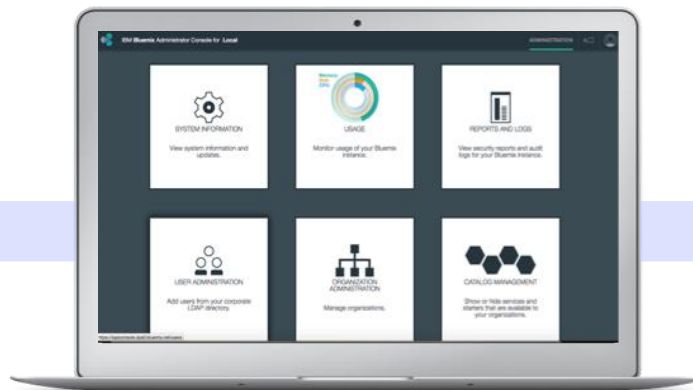 IBM Bluemix Administrator Console for Local
ADMINISTRATION
Memory
Disk
CPU
SYSTEM INFORMATION
View system information and
updates.
USAGE
Monitor usage of your Bluemix
instance.
REPORTS AND LOGS
View security reports and audit
logs for your Bluemix instance.
USER ADMINISTRATION
Add users from your corporate
LDAP directory.
ORGANIZATION
ADMINISTRATION
Manage organizations.
CATALOG MANAGEMENT
Show or hide services and
starters that are available to
your organizations.